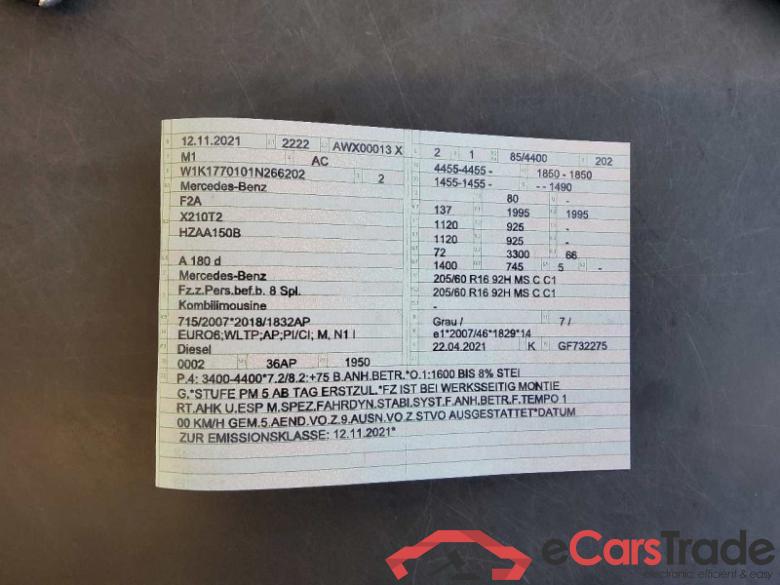 12.11.2021 2222 AWX00013 X
M1 AC
W1K1770101N266202 2
Mercedes-Benz
F2A
X210T2
HZAA150B
A 180 d
Mercedes-Benz
Fz.z.Pers.bef.b. 8 Spl.
Kombilimousine
715/2007*2018/1832AP
EURO6;WLTP;AP;PI/CI; M, N1 I
Diesel
0002 36AP 1950
2 1 85/4400 202
4455-4455 - 1850 - 1850
1455-1455 - - - 1490
80 -
137 1995 1995
1120 925 -
1120 925 -
72 3300 66
1400 745 5 -
205/60 R16 92H MS C C1
205/60 R16 92H MS C C1
-
Grau / 7 /
e1*2007/46*1829*14
22.04.2021 K GF732275
P.4: 3400-4400*7.2/8.2:+75 B.ANH.BETR.*O.1:1600 BIS 8% STEI
G.*STUFE PM 5 AB TAG ERSTZUL.*FZ IST BEI WERKSSEITIG MONTIE
RT.AHK U.ESP M.SPEZ.FAHRDYN.STABI.SYST.F.ANH.BETR.F.TEMPO 1
00 KM/H GEM.5.AEND.VO.Z.9.AUSN.VO.Z.STVO AUSGESTATTET*DATUM
ZUR EMISSIONSKLASSE: 12.11.2021*
eCarsTrade
electronic, efficient & easy